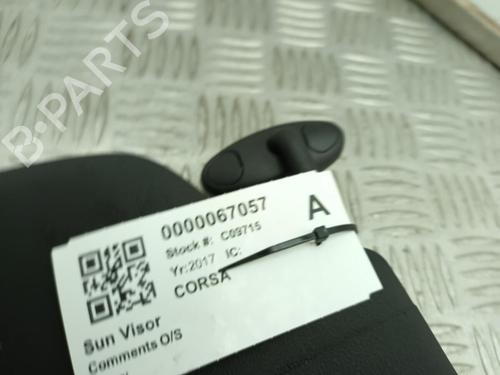 B-PARTS
0000067057
A
Stock #: C09715
Yr:2017 IC:
CORSA
Sun Visor
Comments O/S